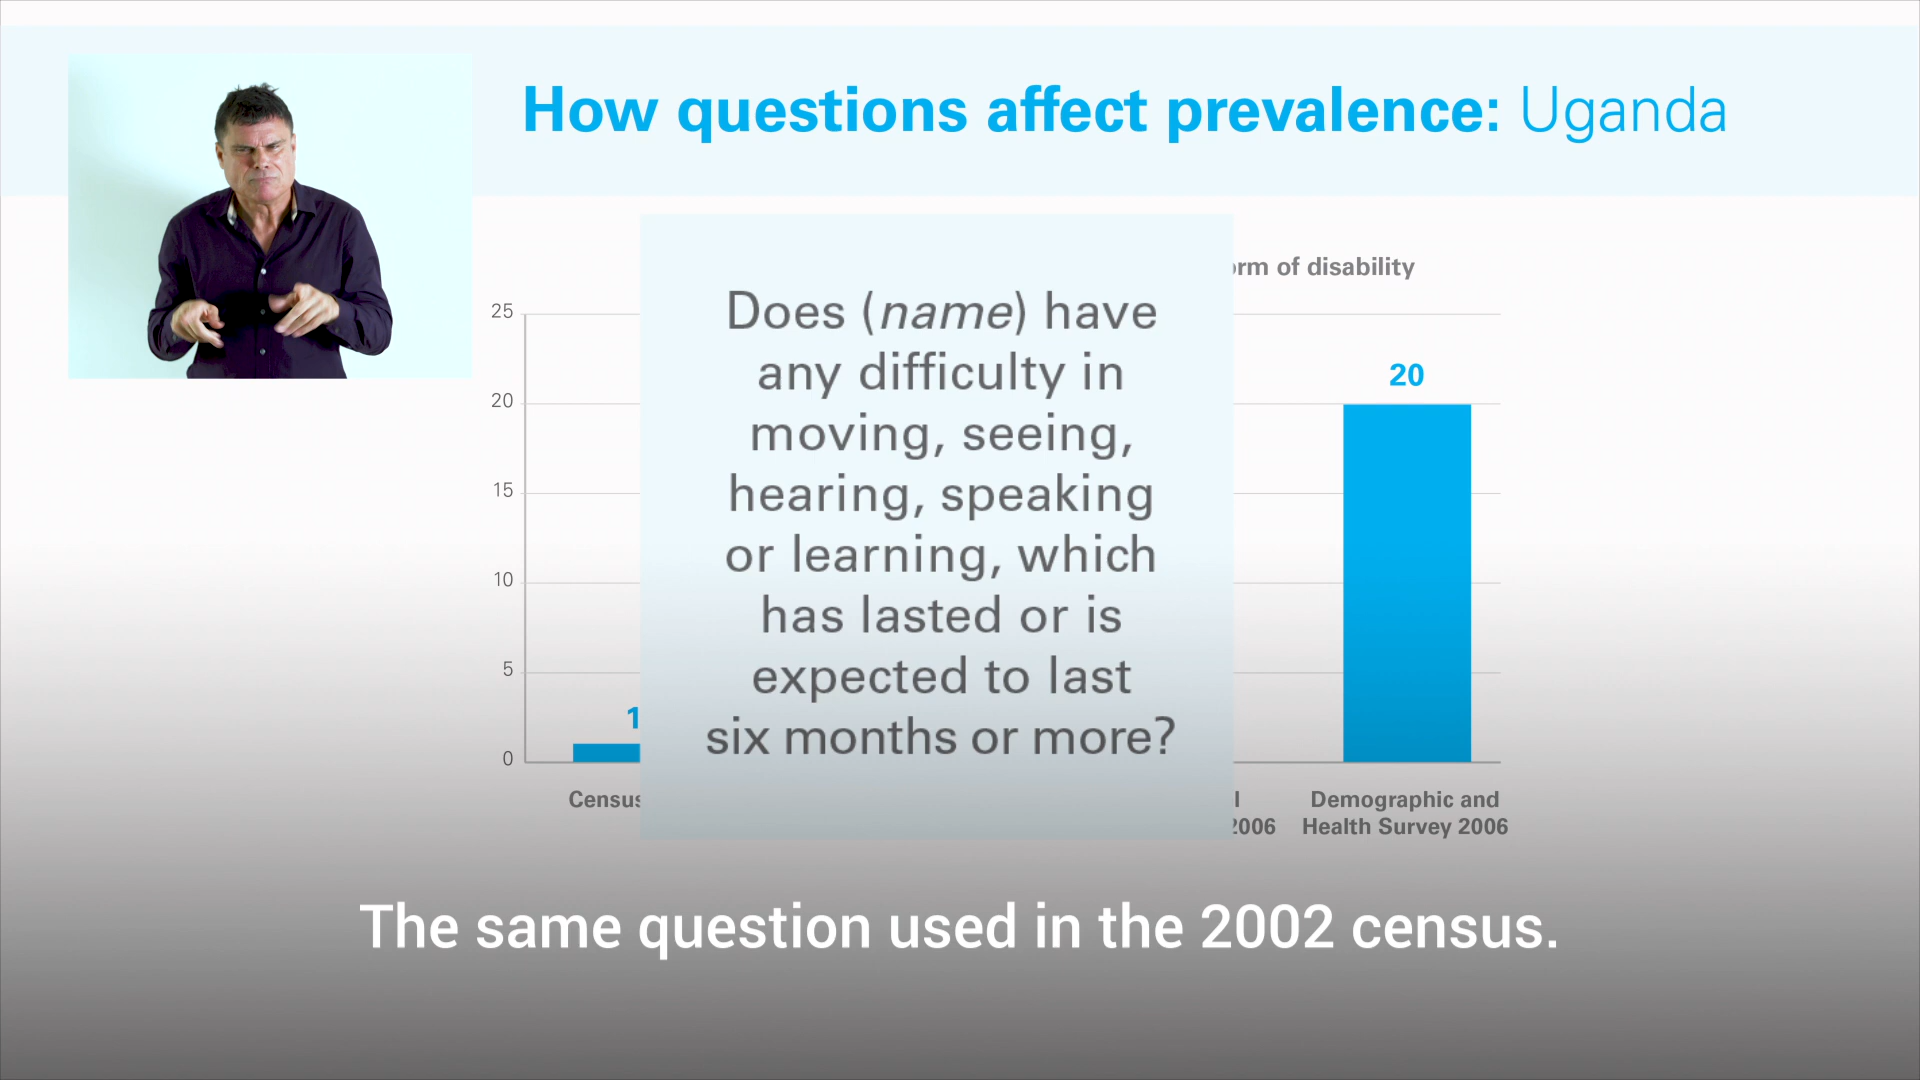 How questions affect prevalence: Uganda
of disability
Does (name) have
any difficulty in
moving, seeing,
hearing, speaking
or learning, which
has lasted or is
expected to last
six months or more?
25
20
15
10
5
0
1
20
Census
2006
Demographic and
Health Survey 2006
The same question used in the 2002 census.